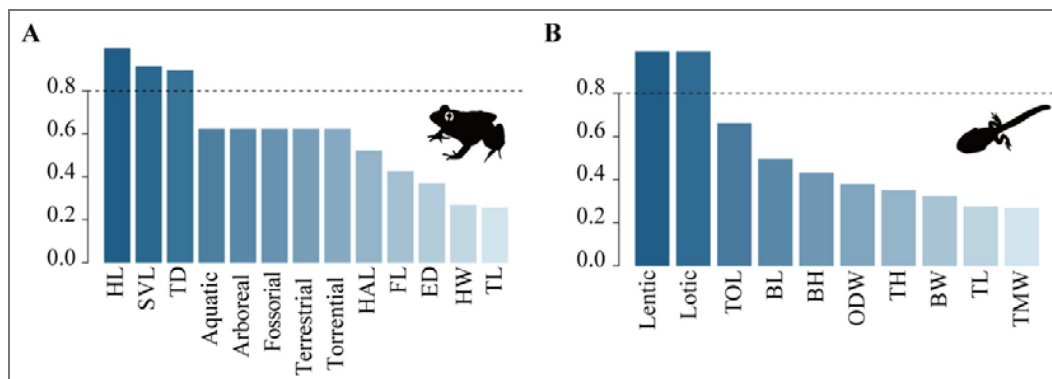 A
0.8
0.6
0.4
0.2
0.0
HL
SVL
TD
Aquatic
Arboreal
Fossorial
Terrestrial
Torrential
HAL
FL
ED
HW
TL
B
0.8
0.6
0.4
0.2
0.0
Lentic
Lotic
TOL
BL
BH
ODW
TH
BW
TL
TMW